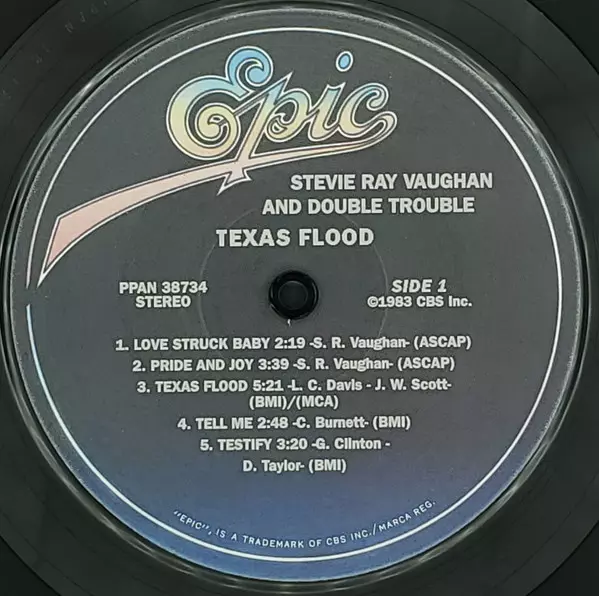 Epic
STEVIE RAY VAUGHAN
AND DOUBLE TROUBLE
TEXAS FLOOD
PPAN 38734
STEREO
SIDE 1
©1983 CBS Inc.
1. LOVE STRUCK BABY 2:19 -S. R. Vaughan- (ASCAP)
2. PRIDE AND JOY 3:39 -S. R. Vaughan- (ASCAP)
3. TEXAS FLOOD 5:21 -L. C. Davis - J. W. Scott-
(BMI)/(MCA)
4. TELL ME 2:48 -C. Burnett- (BMI)
5. TESTIFY 3:20 -G. Clinton -
D. Taylor- (BMI)
"EPIC", IS A TRADEMARK OF CBS INC./MARCA REG.